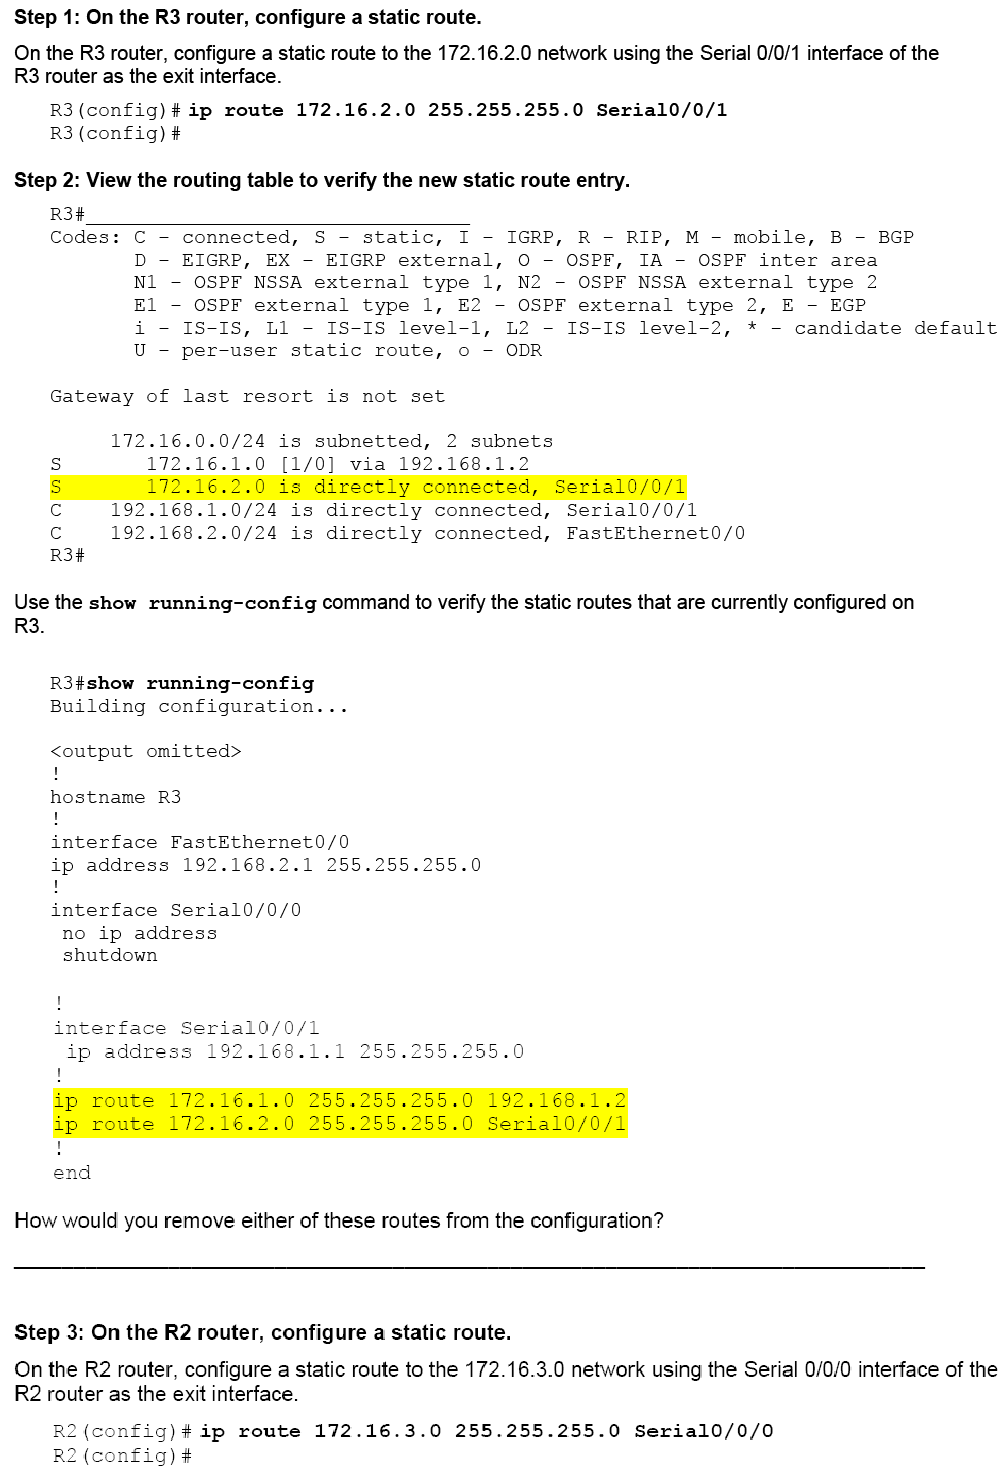 Step 1: On the R3 router, configure a static route.
On the R3 router, configure a static route to the 172.16.2.0 network using the Serial 0/0/1 interface of the
R3 router as the exit interface.
R3(config)#ip route 172.16.2.0 255.255.255.0 Serial0/0/1
R3(config)#
Step 2: View the routing table to verify the new static route entry.
R3#________________________________
Codes: C - connected, S - static, I - IGRP, R - RIP, M - mobile, B - BGP
D - EIGRP, EX - EIGRP external, O - OSPF, IA - OSPF inter area
N1 - OSPF NSSA external type 1, N2 - OSPF NSSA external type 2
E1 - OSPF external type 1, E2 - OSPF external type 2, E - EGP
i - IS-IS, L1 - IS-IS level-1, L2 - IS-IS level-2, * - candidate default
U - per-user static route, o - ODR
Gateway of last resort is not set
172.16.0.0/24 is subnetted, 2 subnets
S 172.16.1.0 [1/0] via 192.168.1.2
S 172.16.2.0 is directly connected, Serial0/0/1
C 192.168.1.0/24 is directly connected, Serial0/0/1
C 192.168.2.0/24 is directly connected, FastEthernet0/0
R3#
Use the show running-config command to verify the static routes that are currently configured on
R3.
R3#show running-config
Building configuration...
<output omitted>
!
hostname R3
!
interface FastEthernet0/0
ip address 192.168.2.1 255.255.255.0
!
interface Serial0/0/0
no ip address
shutdown
!
interface Serial0/0/1
ip address 192.168.1.1 255.255.255.0
!
ip route 172.16.1.0 255.255.255.0 192.168.1.2
ip route 172.16.2.0 255.255.255.0 Serial0/0/1
!
end
How would you remove either of these routes from the configuration?
Step 3: On the R2 router, configure a static route.
On the R2 router, configure a static route to the 172.16.3.0 network using the Serial 0/0/0 interface of the
R2 router as the exit interface.
R2(config)#ip route 172.16.3.0 255.255.255.0 Serial0/0/0
R2(config)#